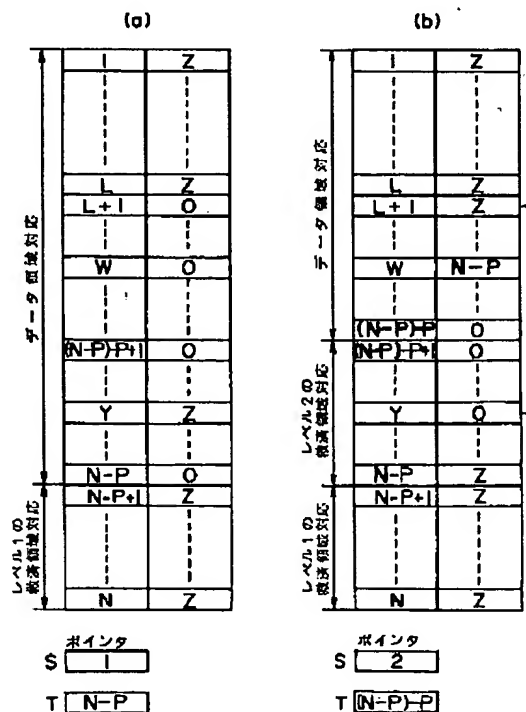 (a)
1 Z
L Z
L+1 O
W O
(N-P)-P+1 O
Y Z
N-P O
N-P+1 Z
N Z
データ領域対応
レベル1の
救済領域対応
ポインタ
S 1
T N-P
(b)
1 Z
L Z
L+1 Z
W N-P
(N-P)-P O
(N-P)-P+1 O
Y O
N-P Z
N-P+1 Z
N Z
データ領域対応
レベル2の
救済領域対応
レベル1の
救済領域対応
ポインタ
S 2
T (N-P)-P